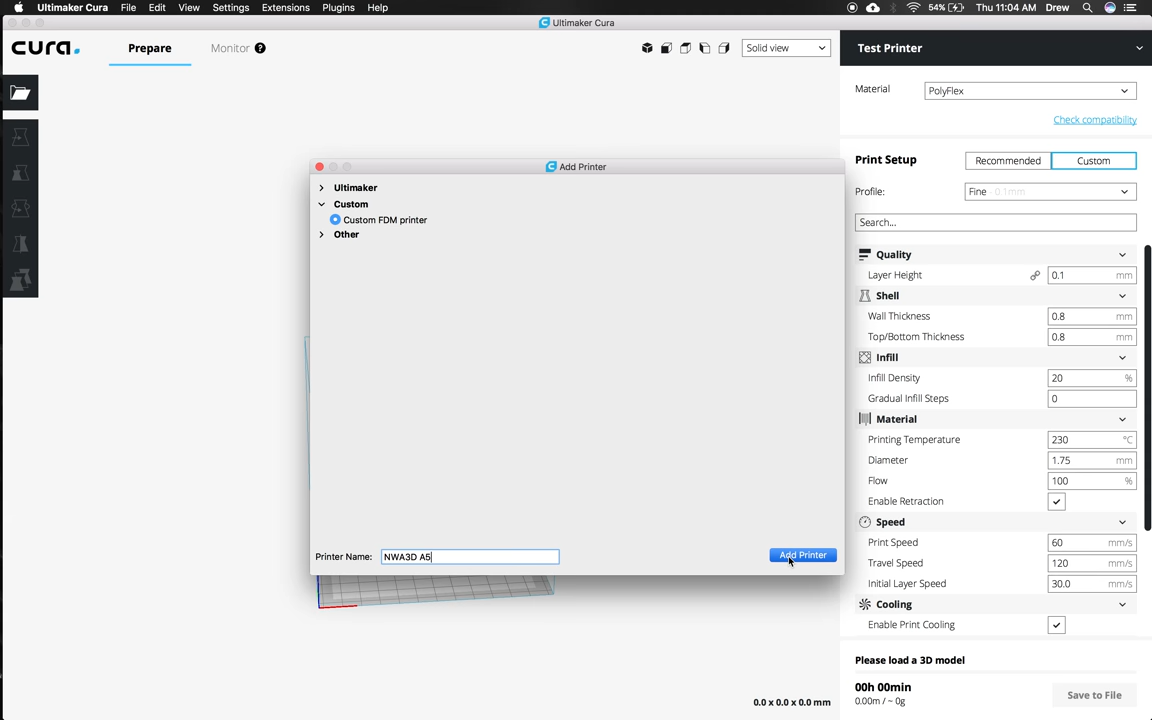 Ultimaker Cura File Edit View Settings Extensions Plugins Help 54% Thu 11:04 AM Drew
Ultimaker Cura
cura. Prepare Monitor ? Solid view
Test Printer
Material PolyFlex
Check compatibility
Print Setup Recommended Custom
Profile: Fine - 0.1mm
Search...
Quality
Layer Height 0.1 mm
Shell
Wall Thickness 0.8 mm
Top/Bottom Thickness 0.8 mm
Infill
Infill Density 20 %
Gradual Infill Steps 0
Material
Printing Temperature 230 °C
Diameter 1.75 mm
Flow 100 %
Enable Retraction
Speed
Print Speed 60 mm/s
Travel Speed 120 mm/s
Initial Layer Speed 30.0 mm/s
Cooling
Enable Print Cooling
Please load a 3D model
00h 00min
0.00m / ~ 0g
Save to File
Add Printer
Ultimaker
Custom
Custom FDM printer
Other
Printer Name: NWA3D A5 Add Printer
0.0 x 0.0 x 0.0 mm